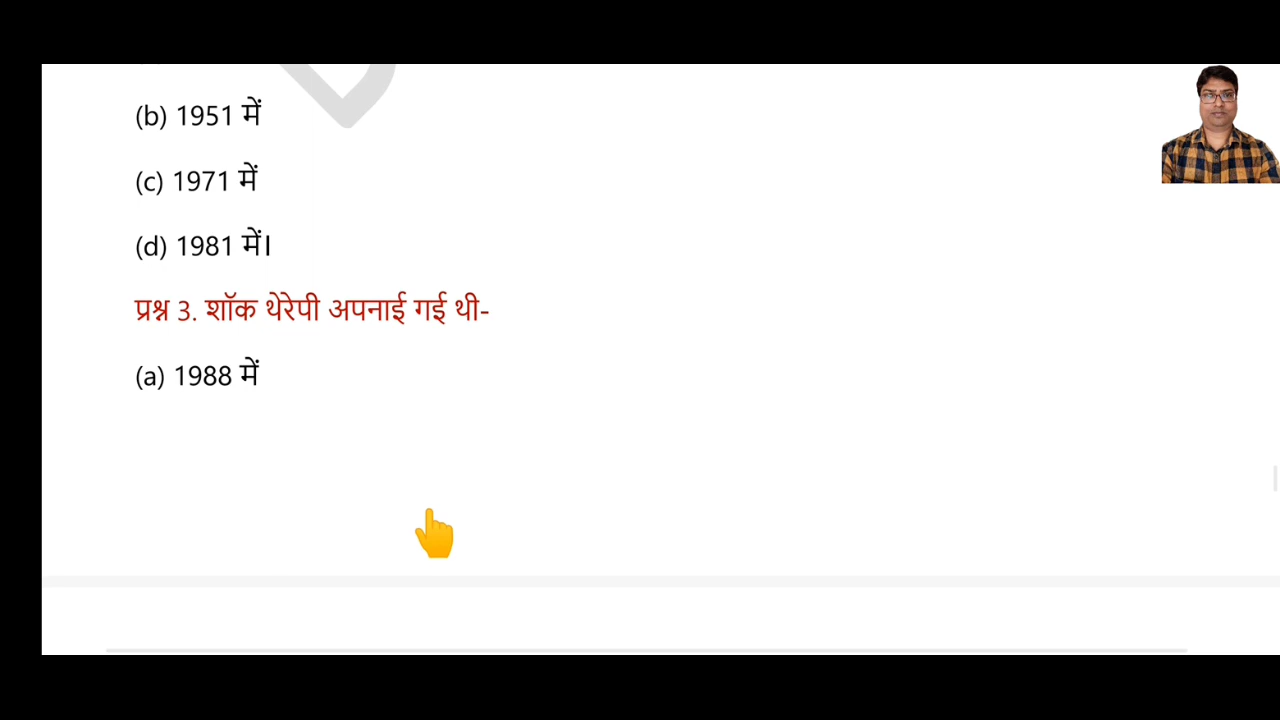 (b) 1951 में
(c) 1971 में
(d) 1981 में।
प्रश्न 3. शॉक थेरेपी अपनाई गई थी-
(a) 1988 में